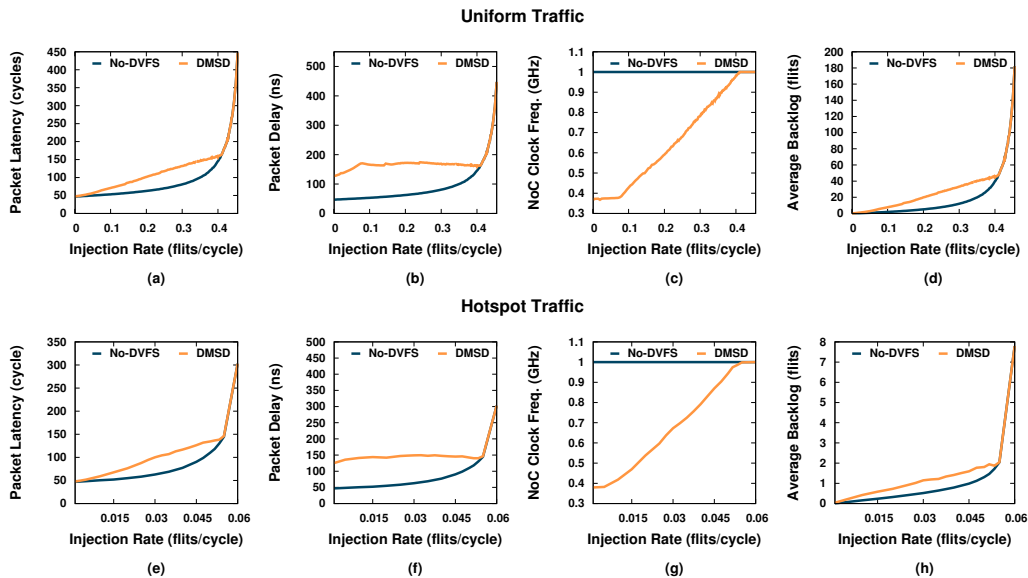 Uniform Traffic
No-DVFS DMSD
Packet Latency (cycles)
450
400
350
300
250
200
150
100
50
0
0 0.1 0.2 0.3 0.4
Injection Rate (flits/cycle)
(a)
No-DVFS DMSD
Packet Delay (ns)
500
400
300
200
100
0
0 0.1 0.2 0.3 0.4
Injection Rate (flits/cycle)
(b)
No-DVFS DMSD
NoC Clock Freq. (GHz)
1.1
1
0.9
0.8
0.7
0.6
0.5
0.4
0.3
0 0.1 0.2 0.3 0.4
Injection Rate (flits/cycle)
(c)
No-DVFS DMSD
Average Backlog (flits)
200
180
160
140
120
100
80
60
40
20
0
0 0.1 0.2 0.3 0.4
Injection Rate (flits/cycle)
(d)
Hotspot Traffic
No-DVFS DMSD
Packet Latency (cycle)
350
300
250
200
150
100
50
0
0.015 0.03 0.045 0.06
Injection Rate (flits/cycle)
(e)
No-DVFS DMSD
Packet Delay (ns)
500
450
400
350
300
250
200
150
100
50
0
0.015 0.03 0.045 0.06
Injection Rate (flits/cycle)
(f)
No-DVFS DMSD
NoC Clock Freq. (GHz)
1.1
1
0.9
0.8
0.7
0.6
0.5
0.4
0.3
0.015 0.03 0.045 0.06
Injection Rate (flits/cycle)
(g)
No-DVFS DMSD
Average Backlog (flits)
8
7
6
5
4
3
2
1
0
0.015 0.03 0.045 0.06
Injection Rate (flits/cycle)
(h)